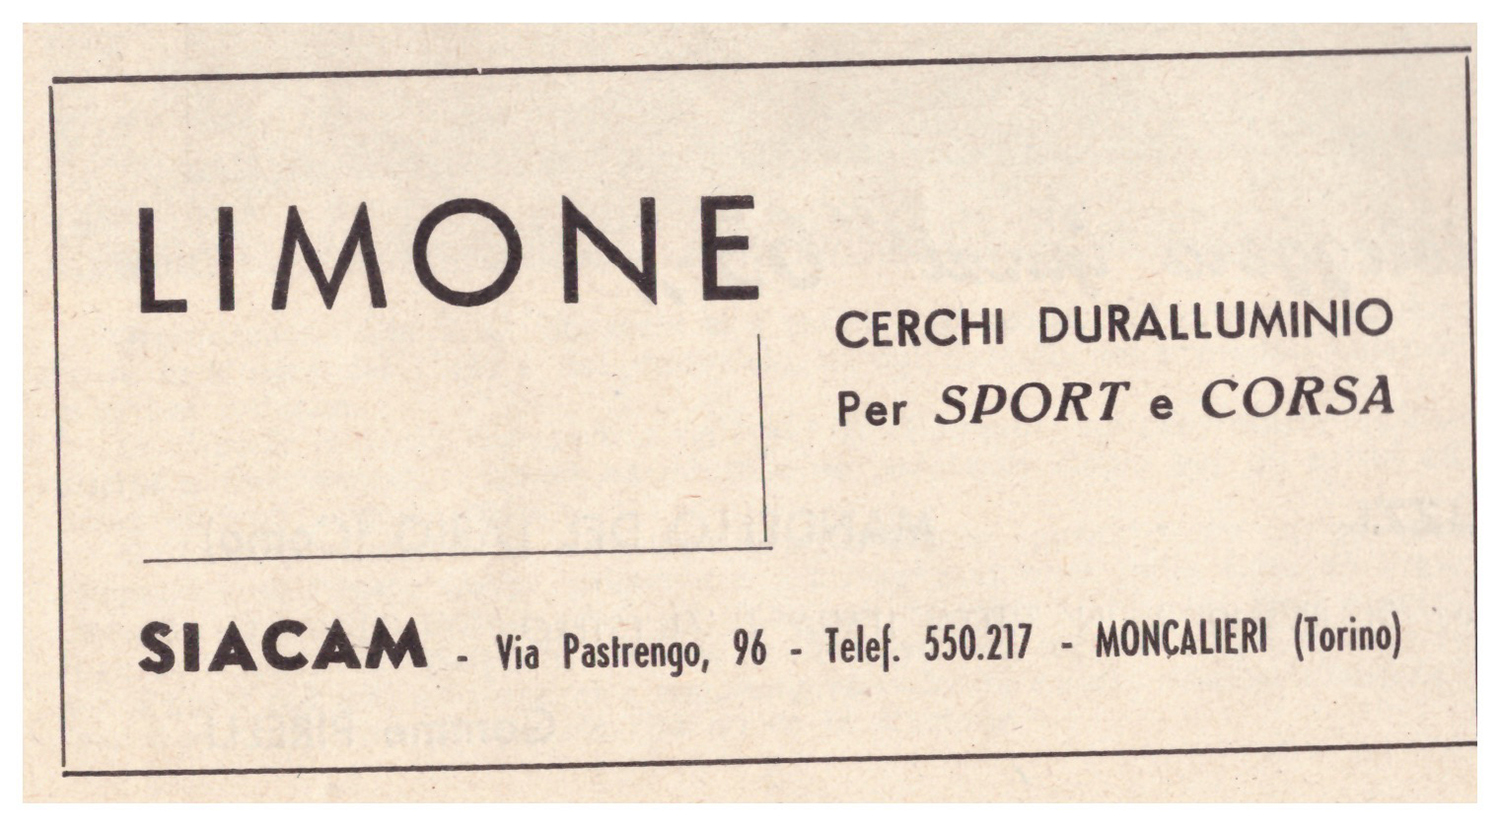 LIMONE
CERCHI DURALLUMINIO
Per SPORT e CORSA
SIACAM - Via Pastrengo, 96 - Telef. 550.217 - MONCALIERI (Torino)